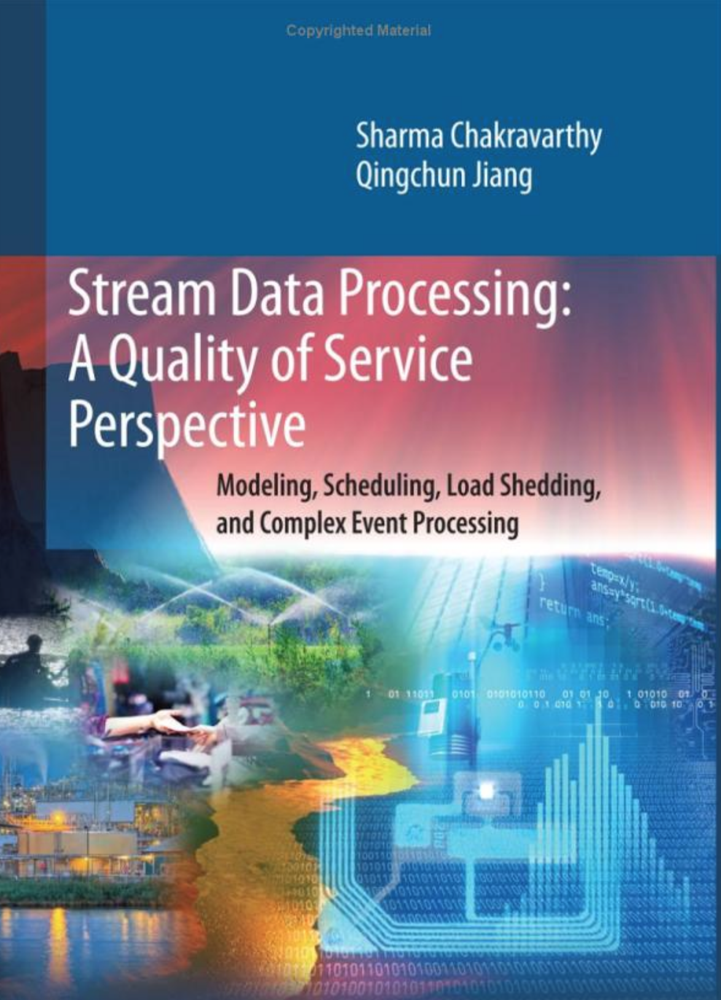 Copyrighted Material
Sharma Chakravarthy
Qingchun Jiang
Stream Data Processing:
A Quality of Service
Perspective
Modeling, Scheduling, Load Shedding,
and Complex Event Processing
}
temp=x/y;
return ans;